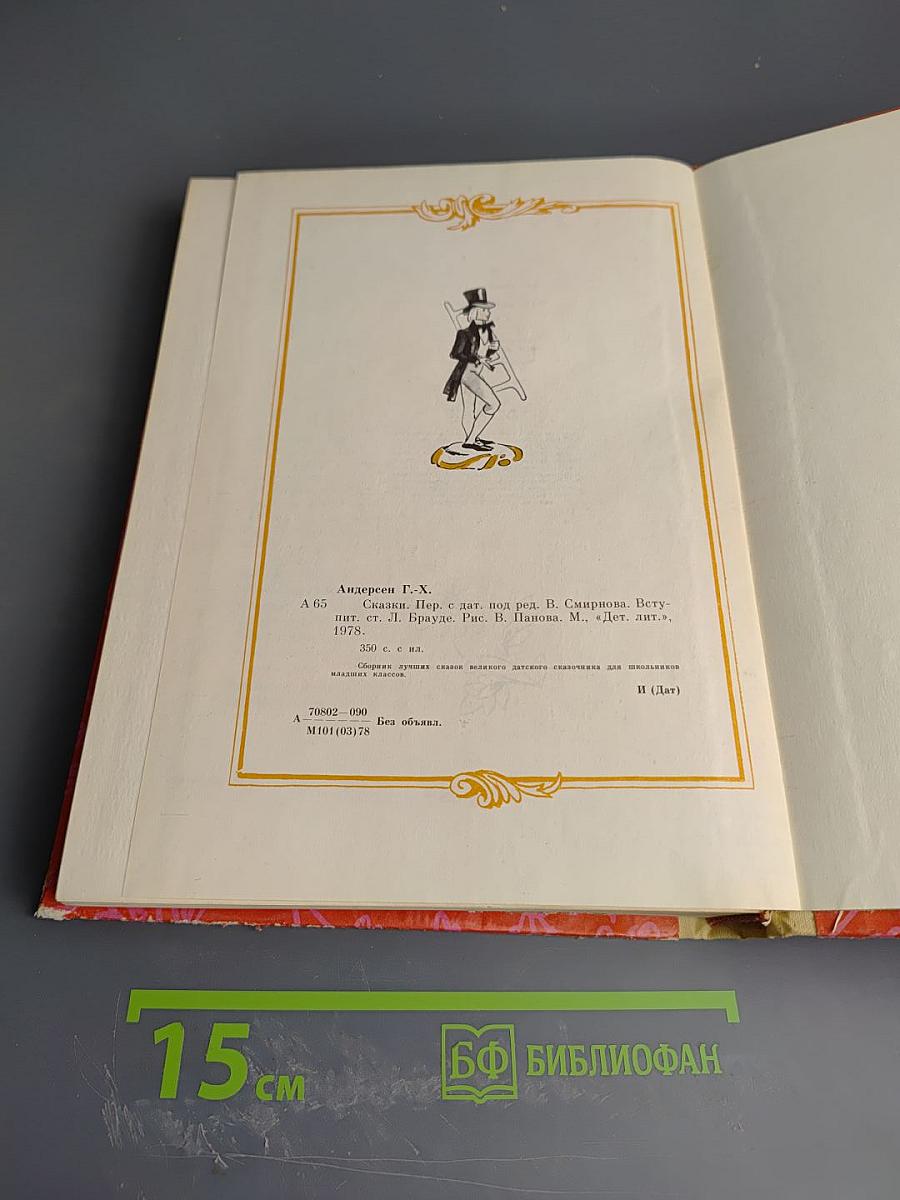 Андерсен Г.-Х.
А 65 Сказки. Пер. с дат. под ред. В. Смирнова. Всту-
пит. ст. Л. Брауде. Рис. В. Панова. М., «Дет. лит.»,
1978.
350 с. с ил.
Сборник лучших сказок великого датского сказочника для школьников
младших классов.
И (Дат)
70802—090
А—————— Без объявл.
М101(03)78
15 см
БФ БИБЛИОФАН